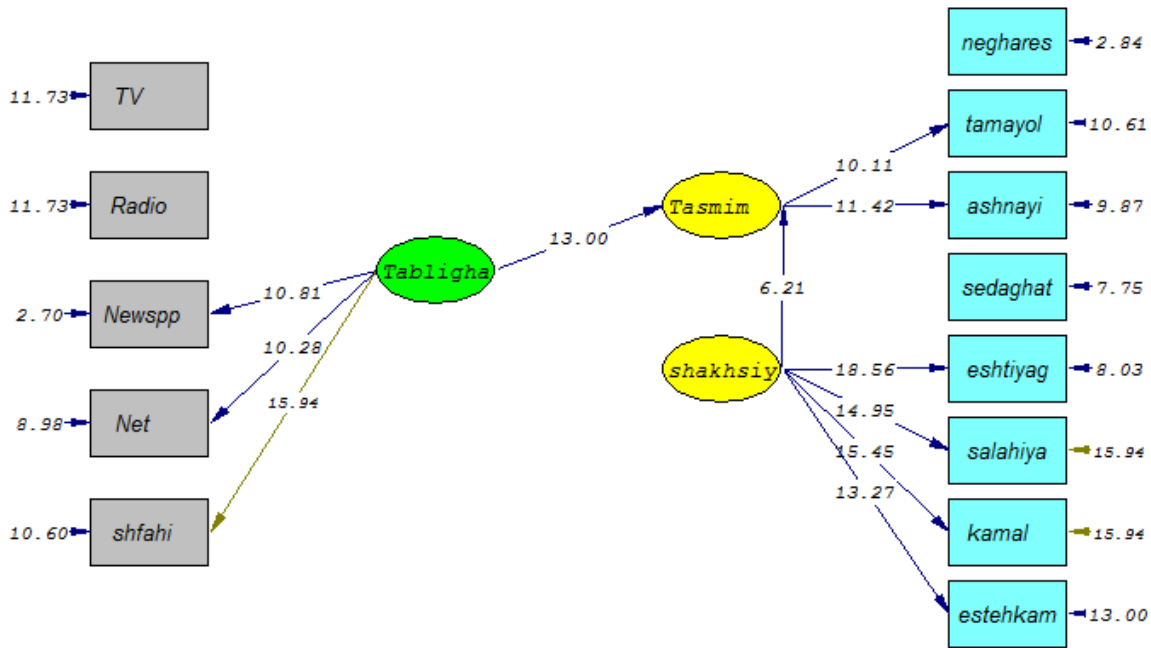 neghares
2.84
11.73
TV
tamayol
10.61
10.11
11.73
Radio
Tasmim
11.42
ashnayi
9.87
13.00
Tabligha
sedaghat
7.75
10.81
6.21
2.70
Newspp
10.28
shakhsiy
18.56
eshtiyag
8.03
15.94
14.95
8.98
Net
15.45
salahiya
15.94
13.27
10.60
shfahi
kamal
15.94
estehkam
13.00